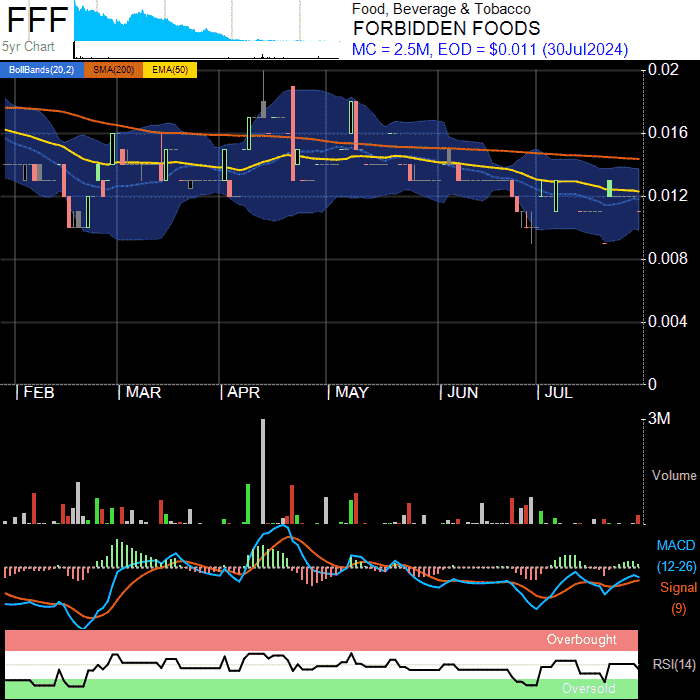 FFF
5yr Chart
Food, Beverage & Tobacco
FORBIDDEN FOODS
MC = 2.5M, EOD = $0.011 (30Jul2024)
BollBands(20,2) SMA(200) EMA(50)
0.02
0.016
0.012
0.008
0.004
0
FEB MAR APR MAY JUN JUL
3M
Volume
MACD
(12-26)
Signal
(9)
Overbought
RSI(14)
Oversold